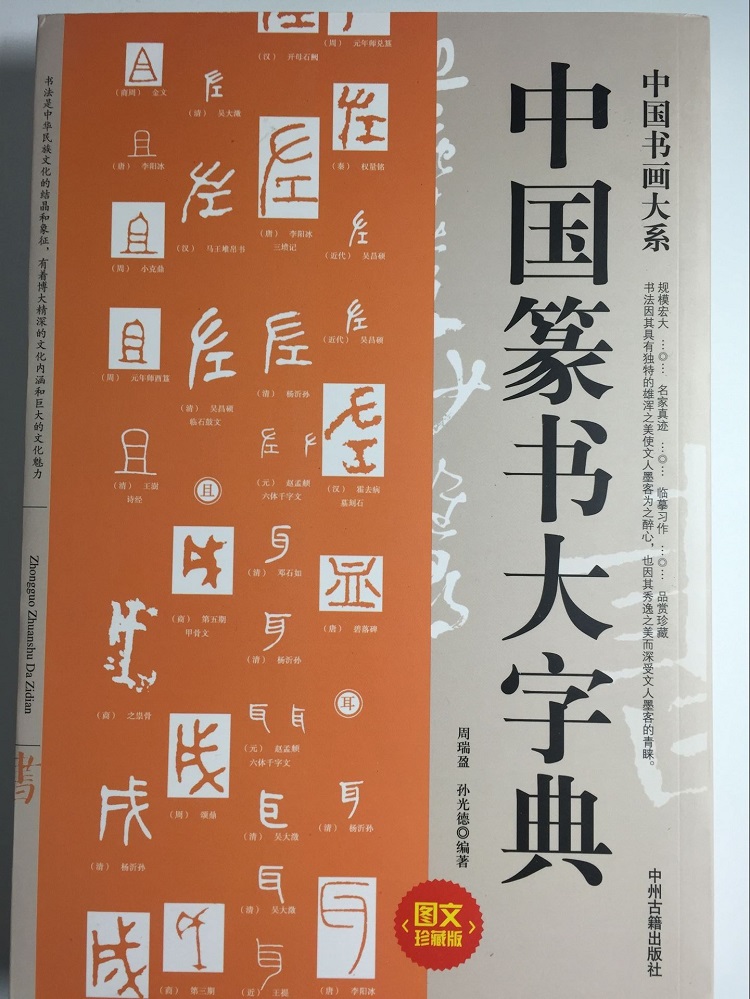 中国书画大系
规模宏大 …◎… 名家真迹 …◎… 临摹习作 …◎… 品赏珍藏
书法因其具有独特的雄浑之美使文人墨客为之醉心，也因其秀逸之美而深受文人墨客的青睐。
中国篆书大字典
周瑞盈 孙光德◎编著
中州古籍出版社
图文
珍藏版
书法是中华民族文化的结晶和象征，有着博大精深的文化内涵和巨大的文化魅力
Zhongguo Zhuanshu Da Zidian
書
（汉） 开母石阙
（周） 元年师兑簋
（商周） 金文
（清） 吴大澂
（唐） 李阳冰
（秦） 权量铭
（汉） 马王堆帛书
（唐） 李阳冰
三坟记
（近代） 吴昌硕
（周） 小克鼎
（近代） 吴昌硕
（周） 元年师酉簋
（清） 吴昌硕
临石鼓文
（清） 杨沂孙
（清） 王褆
诗经
且
（元） 赵孟頫
六体千字文
（汉） 霍去病
墓刻石
（商） 第五期
甲骨文
（清） 邓石如
（唐） 碧落碑
（清） 杨沂孙
（商） 之祟骨
耳
（元） 赵孟頫
六体千字文
（周） 颂鼎
（清） 杨沂孙
（清） 吴大澂
（清） 杨沂孙
（清） 吴大澂
（商） 第三期
（近） 王褆
（唐） 李阳冰